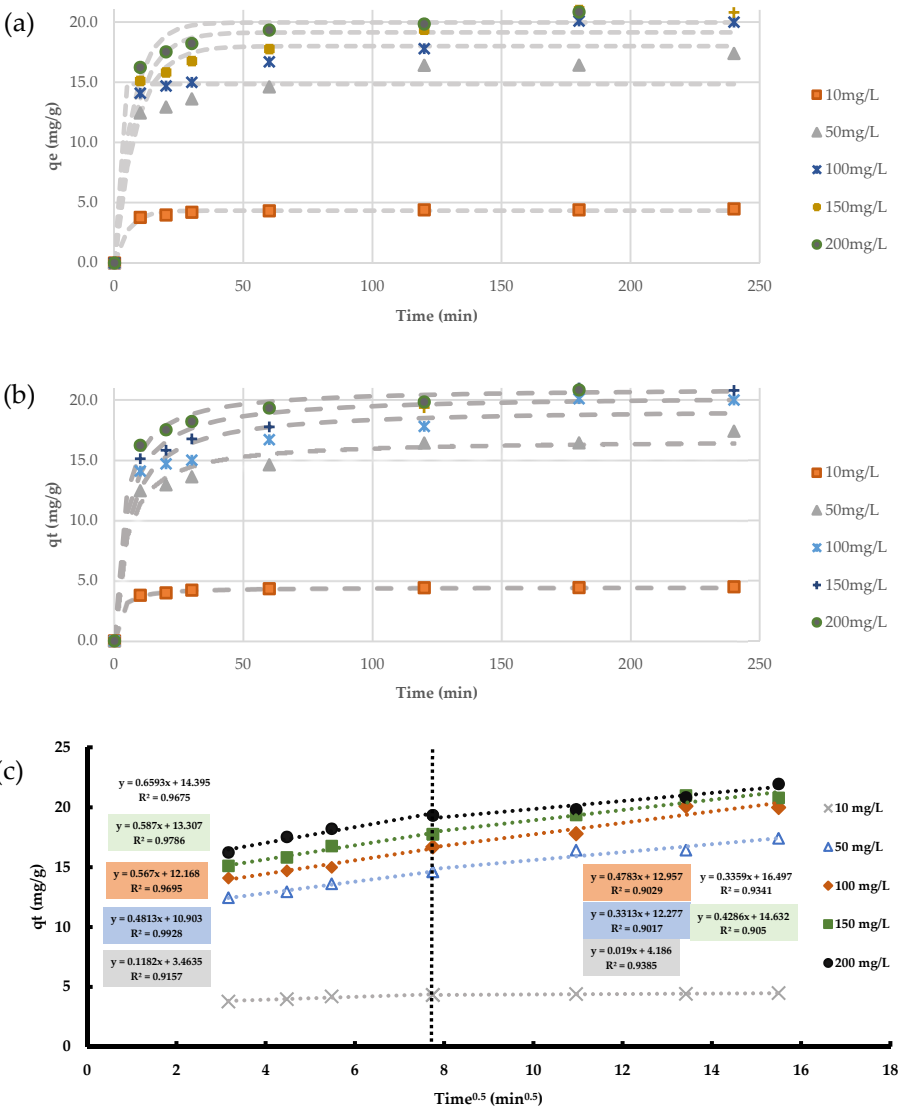 (a)
20.0
15.0
10.0
5.0
0.0
qe (mg/g)
0
50
100
150
200
250
Time (min)
10mg/L
50mg/L
100mg/L
150mg/L
200mg/L
(b)
20.0
15.0
10.0
5.0
0.0
qt (mg/g)
0
50
100
150
200
250
Time (min)
10mg/L
50mg/L
100mg/L
150mg/L
200mg/L
(c)
25
20
15
10
5
0
qt (mg/g)
y = 0.6593x + 14.395
R² = 0.9675
y = 0.587x + 13.307
R² = 0.9786
y = 0.567x + 12.168
R² = 0.9695
y = 0.4813x + 10.903
R² = 0.9928
y = 0.1182x + 3.4635
R² = 0.9157
y = 0.4783x + 12.957
R² = 0.9029
y = 0.3313x + 12.277
R² = 0.9017
y = 0.019x + 4.186
R² = 0.9385
y = 0.3359x + 16.497
R² = 0.9341
y = 0.4286x + 14.632
R² = 0.905
10 mg/L
50 mg/L
100 mg/L
150 mg/L
200 mg/L
0
2
4
6
8
10
12
14
16
18
Time⁰·⁵ (min⁰·⁵)